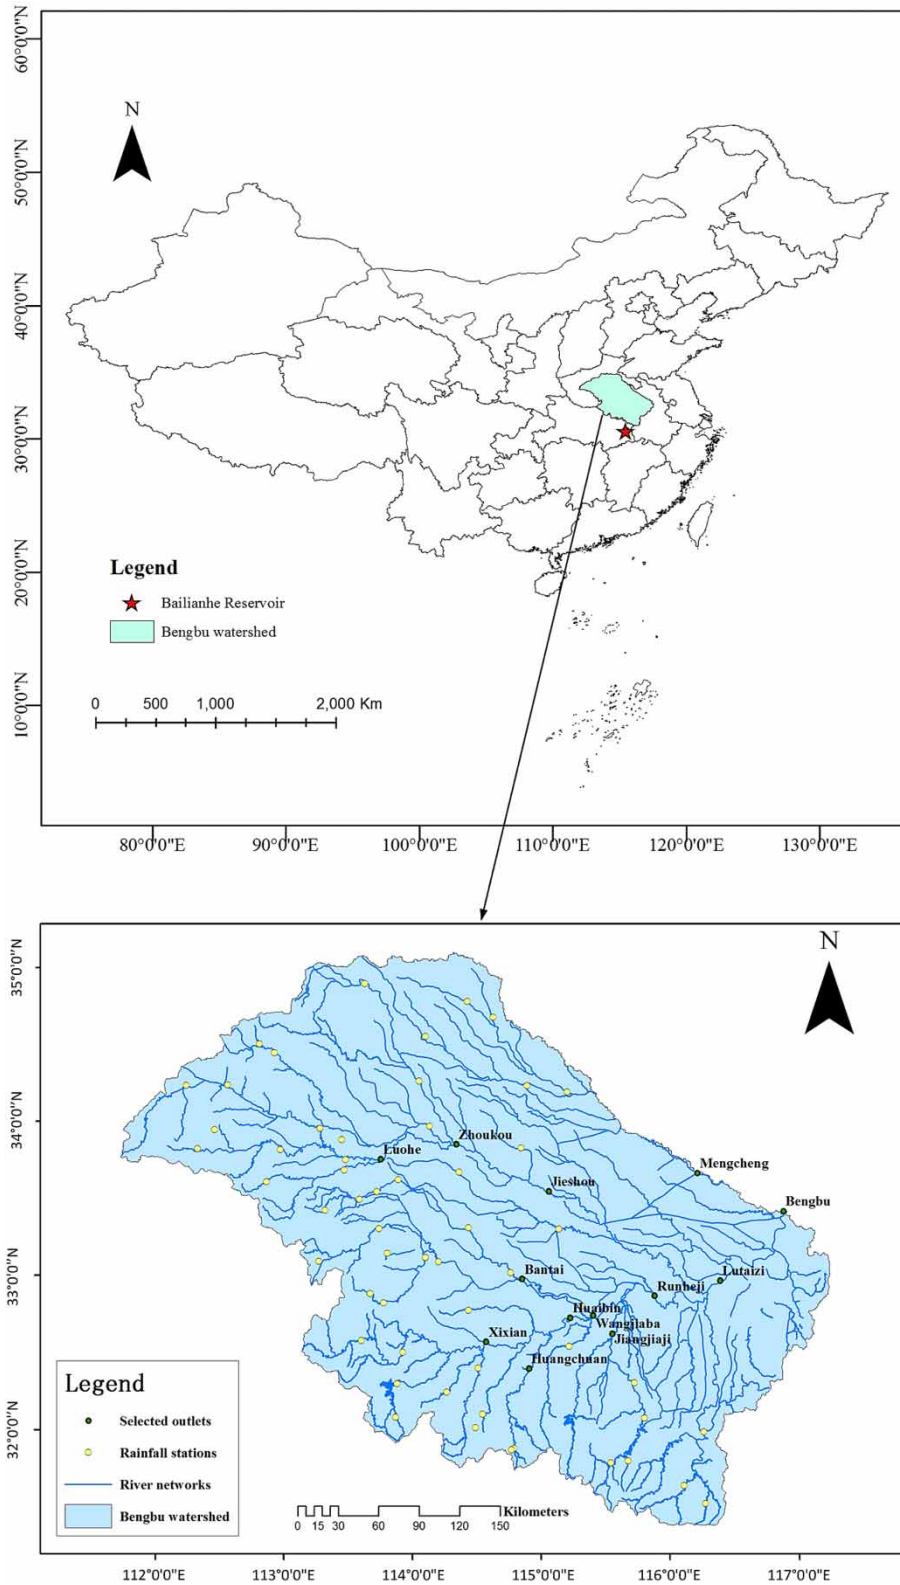 60°0'0"N
N
50°0'0"N
40°0'0"N
30°0'0"N
20°0'0"N
10°0'0"N
Legend
Bailianhe Reservoir
Bengbu watershed
0 500 1,000 2,000 Km
80°0'0"E 90°0'0"E 100°0'0"E 110°0'0"E 120°0'0"E 130°0'0"E
N
35°0'0"N
34°0'0"N
33°0'0"N
32°0'0"N
Zhoukou
Luohe
Mengcheng
Jieshou
Bengbu
Bantai
Lutaizi
Runheji
Huaibin
Wangjiaba
Xixian
Jiangjiaji
Huangchuan
Legend
Selected outlets
Rainfall stations
River networks
Bengbu watershed
Kilometers
0 15 30 60 90 120 150
112°0'0"E 113°0'0"E 114°0'0"E 115°0'0"E 116°0'0"E 117°0'0"E